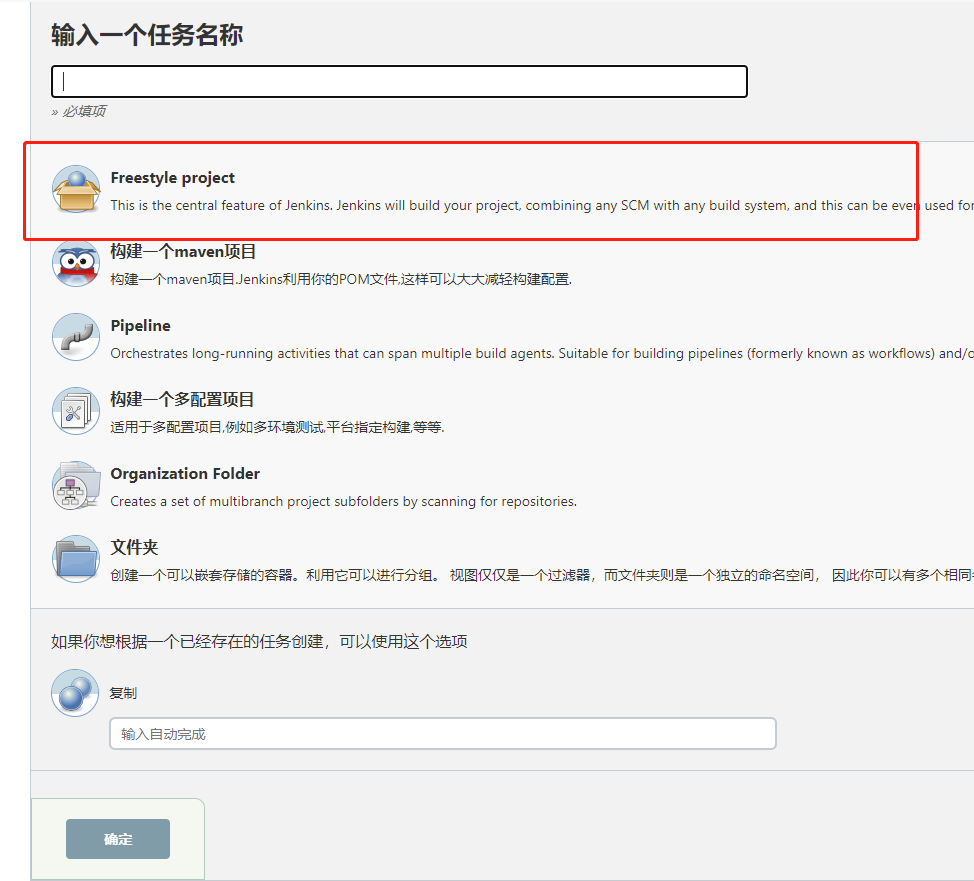 输入一个任务名称
» 必填项
Freestyle project
This is the central feature of Jenkins. Jenkins will build your project, combining any SCM with any build system, and this can be even used for
构建一个maven项目
构建一个maven项目.Jenkins利用你的POM文件,这样可以大大减轻构建配置.
Pipeline
Orchestrates long-running activities that can span multiple build agents. Suitable for building pipelines (formerly known as workflows) and/o
构建一个多配置项目
适用于多配置项目,例如多环境测试,平台指定构建,等等.
Organization Folder
Creates a set of multibranch project subfolders by scanning for repositories.
文件夹
创建一个可以嵌套存储的容器。利用它可以进行分组。 视图仅仅是一个过滤器，而文件夹则是一个独立的命名空间， 因此你可以有多个相同
如果你想根据一个已经存在的任务创建，可以使用这个选项
复制
输入自动完成
确定